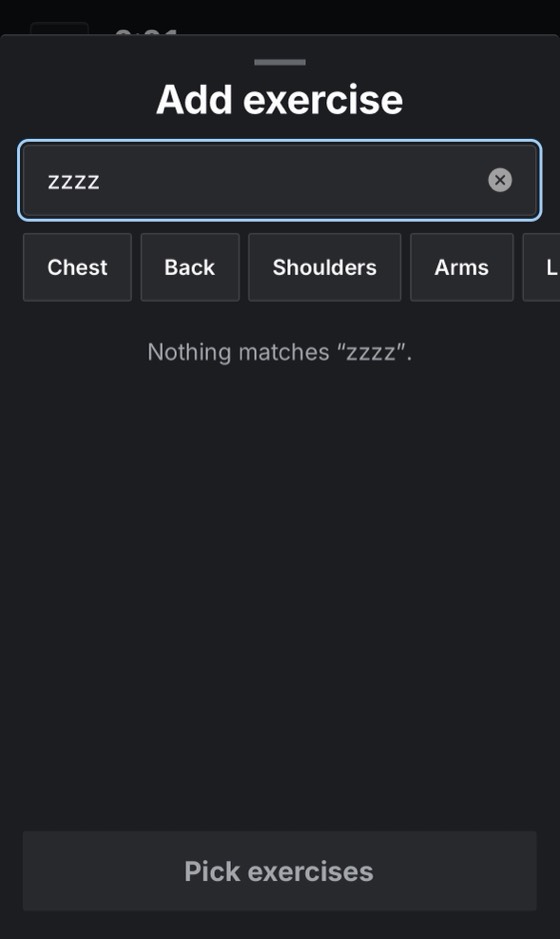 Add exercise
zzzz
Chest Back Shoulders Arms L
Nothing matches “zzzz”.
Pick exercises